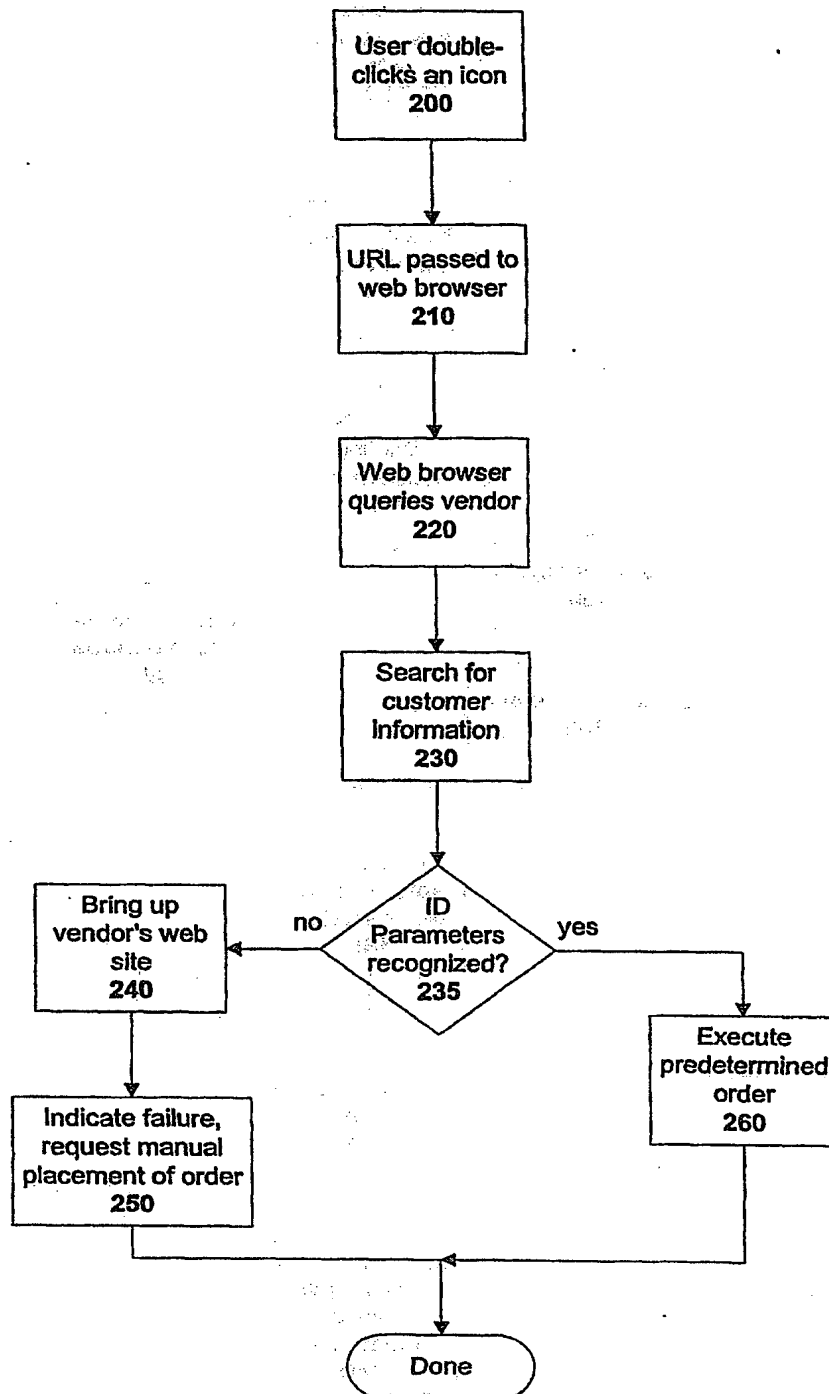 User double-
clicks an icon
200
URL passed to
web browser
210
Web browser
queries vendor
220
Search for
customer
information
230
ID
Parameters
recognized?
235
no
yes
Bring up
vendor's web
site
240
Indicate failure,
request manual
placement of order
250
Execute
predetermined
order
260
Done